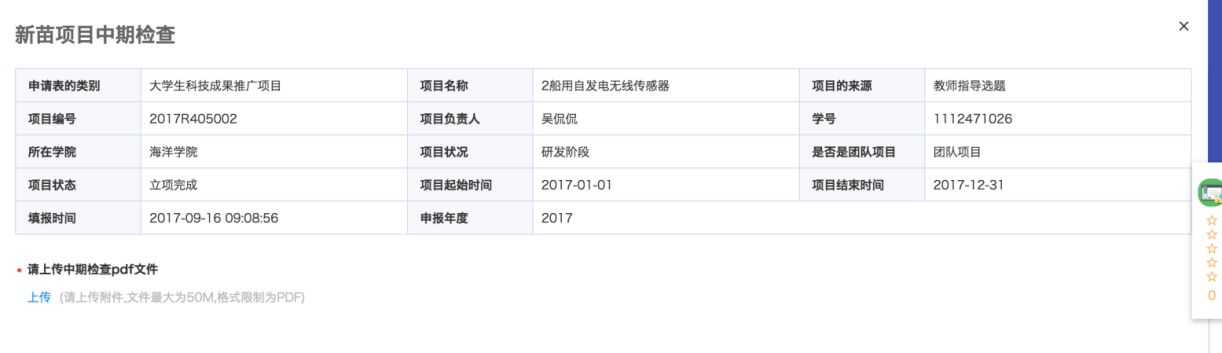 新苗项目中期检查
申请表的类别 大学生科技成果推广项目 项目名称 2船用自发电无线传感器 项目的来源 教师指导选题
项目编号 2017R405002 项目负责人 吴侃侃 学号 1112471026
所在学院 海洋学院 项目状况 研发阶段 是否是团队项目 团队项目
项目状态 立项完成 项目起始时间 2017-01-01 项目结束时间 2017-12-31
填报时间 2017-09-16 09:08:56 申报年度 2017
请上传中期检查pdf文件
上传 (请上传附件,文件最大为50M,格式限制为PDF)
0